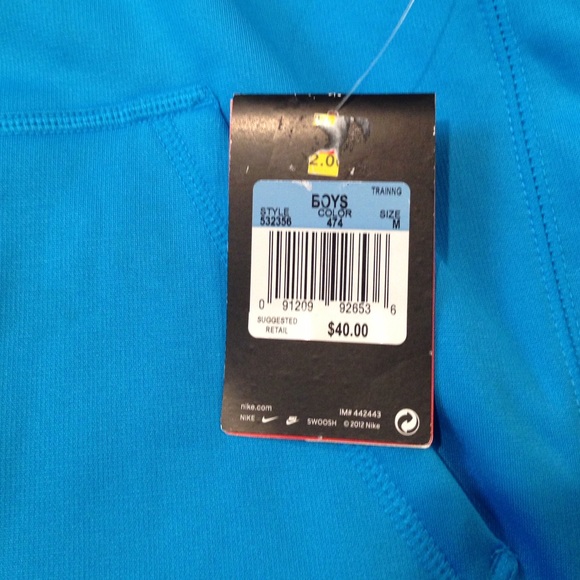 2.0
TRAINNG
BOYS
STYLE COLOR SIZE
532356 474 M
0 91209 92653 6
SUGGESTED
RETAIL $40.00
nike.com IM# 442443
NIKE SWOOSH © 2012 Nike